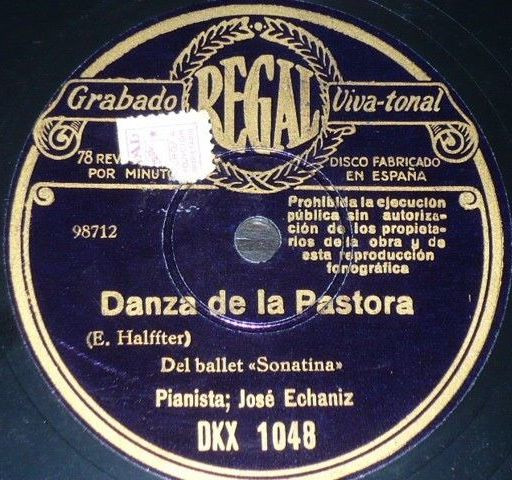 REGAL
Grabado
Viva-tonal
78 REV
POR MINUTO
DISCO FABRICADO
EN ESPAÑA
98712
Prohibida la ejecución
pública sin autoriza-
ción de los propieta-
rios de la obra y de
esta reproducción
fonográfica
Danza de la Pastora
(E. Halffter)
Del ballet «Sonatina»
Pianista; José Echaniz
DKX 1048